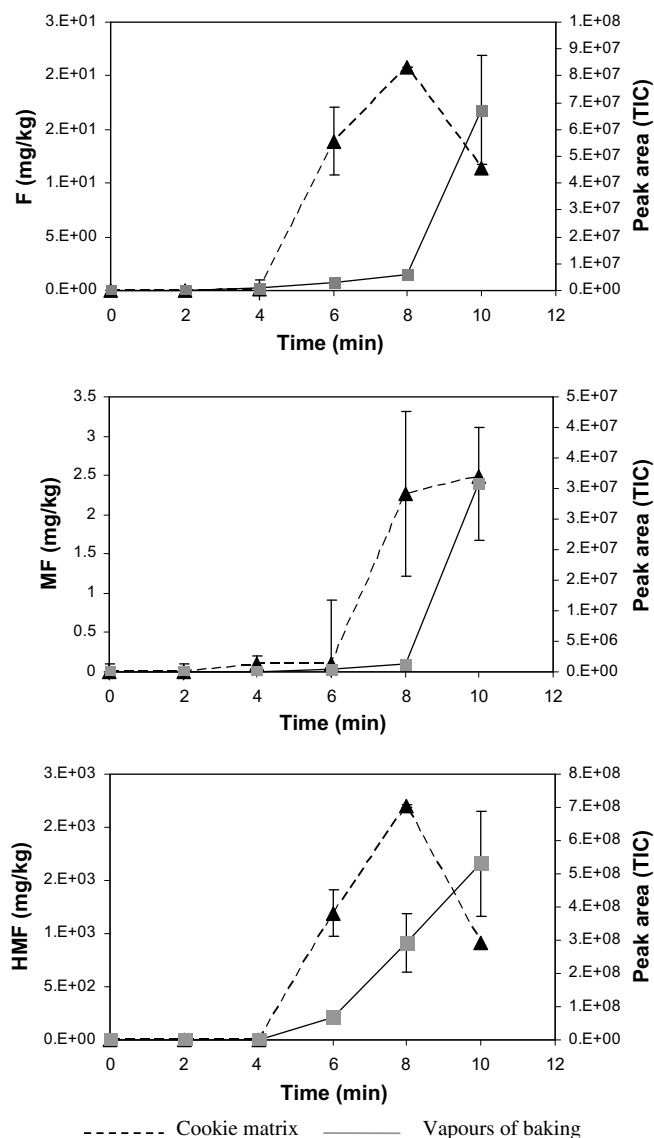 3.E+01
2.E+01
2.E+01
1.E+01
5.E+00
0.E+00
F (mg/kg)
1.E+08
9.E+07
8.E+07
7.E+07
6.E+07
5.E+07
4.E+07
3.E+07
2.E+07
1.E+07
0.E+00
Peak area (TIC)
0 2 4 6 8 10 12
Time (min)
3.5
3
2.5
2
1.5
1
0.5
0
MF (mg/kg)
5.E+07
4.E+07
4.E+07
3.E+07
3.E+07
2.E+07
2.E+07
1.E+07
5.E+06
0.E+00
Peak area (TIC)
0 2 4 6 8 10 12
Time (min)
3.E+03
2.E+03
2.E+03
1.E+03
5.E+02
0.E+00
HMF (mg/kg)
8.E+08
7.E+08
6.E+08
5.E+08
4.E+08
3.E+08
2.E+08
1.E+08
0.E+00
Peak area (TIC)
0 2 4 6 8 10 12
Time (min)
Cookie matrix Vapours of baking